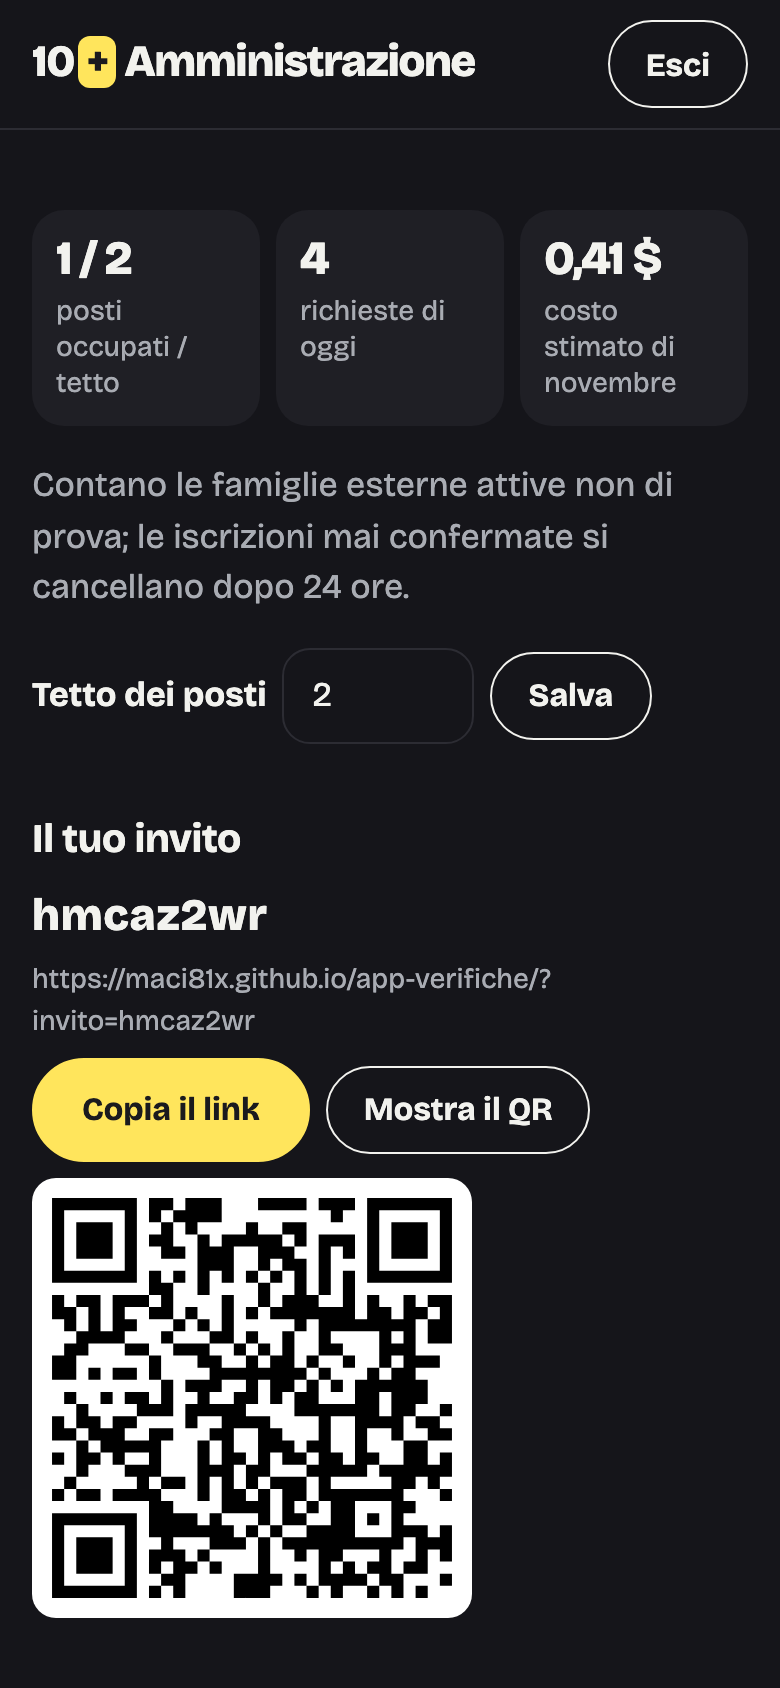 10+ Amministrazione
Esci
1 / 2
posti
occupati /
tetto
4
richieste di
oggi
0,41 $
costo
stimato di
novembre
Contano le famiglie esterne attive non di
prova; le iscrizioni mai confermate si
cancellano dopo 24 ore.
Tetto dei posti
2
Salva
Il tuo invito
hmcaz2wr
https://maci81x.github.io/app-verifiche/?
invito=hmcaz2wr
Copia il link
Mostra il QR